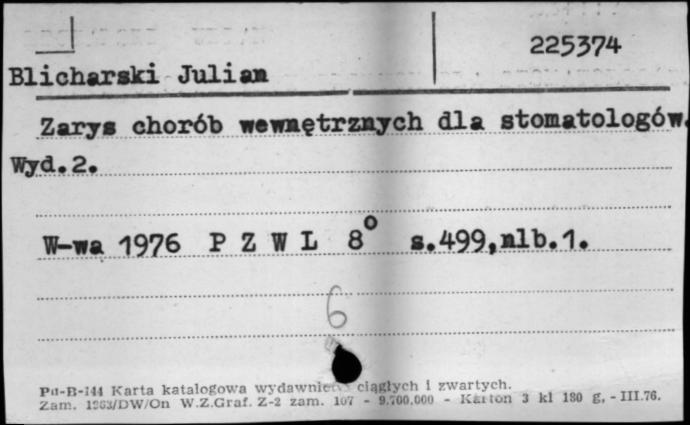 225374
Blicharski Julian
Zarys chorób wewnętrznych dla stomatologów.
Wyd.2.
W-wa 1976 P Z W L 8° s.499,nlb.1.
6
Pu-B-144 Karta katalogowa wydawnictw ciągłych i zwartych.
Zam. 1263/DW/On W.Z.Graf. Z-2 zam. 107 - 9.700.000 - Karton 3 kl 180 g. - III.76.